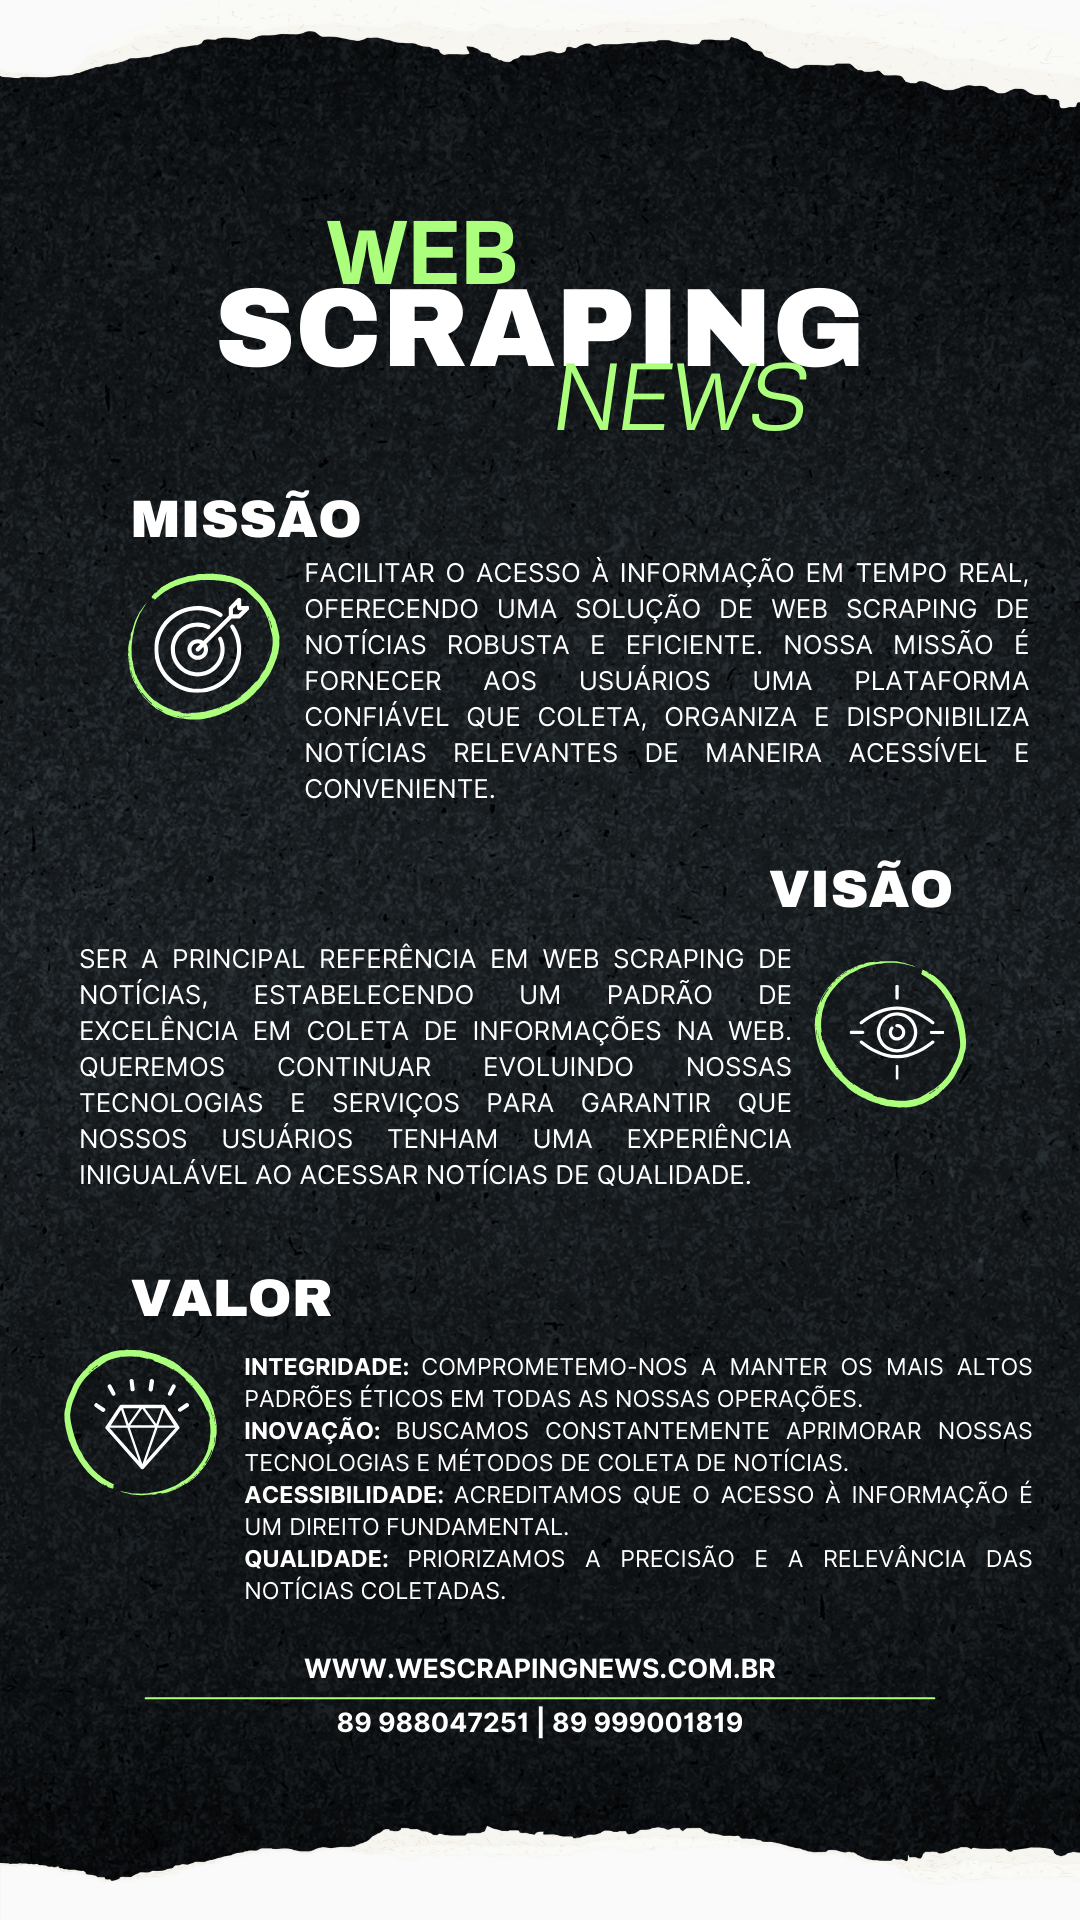 WEB
SCRAPING
NEWS
MISSÃO
FACILITAR O ACESSO À INFORMAÇÃO EM TEMPO REAL,
OFERECENDO UMA SOLUÇÃO DE WEB SCRAPING DE
NOTÍCIAS ROBUSTA E EFICIENTE. NOSSA MISSÃO É
FORNECER AOS USUÁRIOS UMA PLATAFORMA
CONFIÁVEL QUE COLETA, ORGANIZA E DISPONIBILIZA
NOTÍCIAS RELEVANTES DE MANEIRA ACESSÍVEL E
CONVENIENTE.
VISÃO
SER A PRINCIPAL REFERÊNCIA EM WEB SCRAPING DE
NOTÍCIAS, ESTABELECENDO UM PADRÃO DE
EXCELÊNCIA EM COLETA DE INFORMAÇÕES NA WEB.
QUEREMOS CONTINUAR EVOLUINDO NOSSAS
TECNOLOGIAS E SERVIÇOS PARA GARANTIR QUE
NOSSOS USUÁRIOS TENHAM UMA EXPERIÊNCIA
INIGUALÁVEL AO ACESSAR NOTÍCIAS DE QUALIDADE.
VALOR
INTEGRIDADE: COMPROMETEMO-NOS A MANTER OS MAIS ALTOS
PADRÕES ÉTICOS EM TODAS AS NOSSAS OPERAÇÕES.
INOVAÇÃO: BUSCAMOS CONSTANTEMENTE APRIMORAR NOSSAS
TECNOLOGIAS E MÉTODOS DE COLETA DE NOTÍCIAS.
ACESSIBILIDADE: ACREDITAMOS QUE O ACESSO À INFORMAÇÃO É
UM DIREITO FUNDAMENTAL.
QUALIDADE: PRIORIZAMOS A PRECISÃO E A RELEVÂNCIA DAS
NOTÍCIAS COLETADAS.
WWW.WESCRAPINGNEWS.COM.BR
89 988047251 | 89 999001819